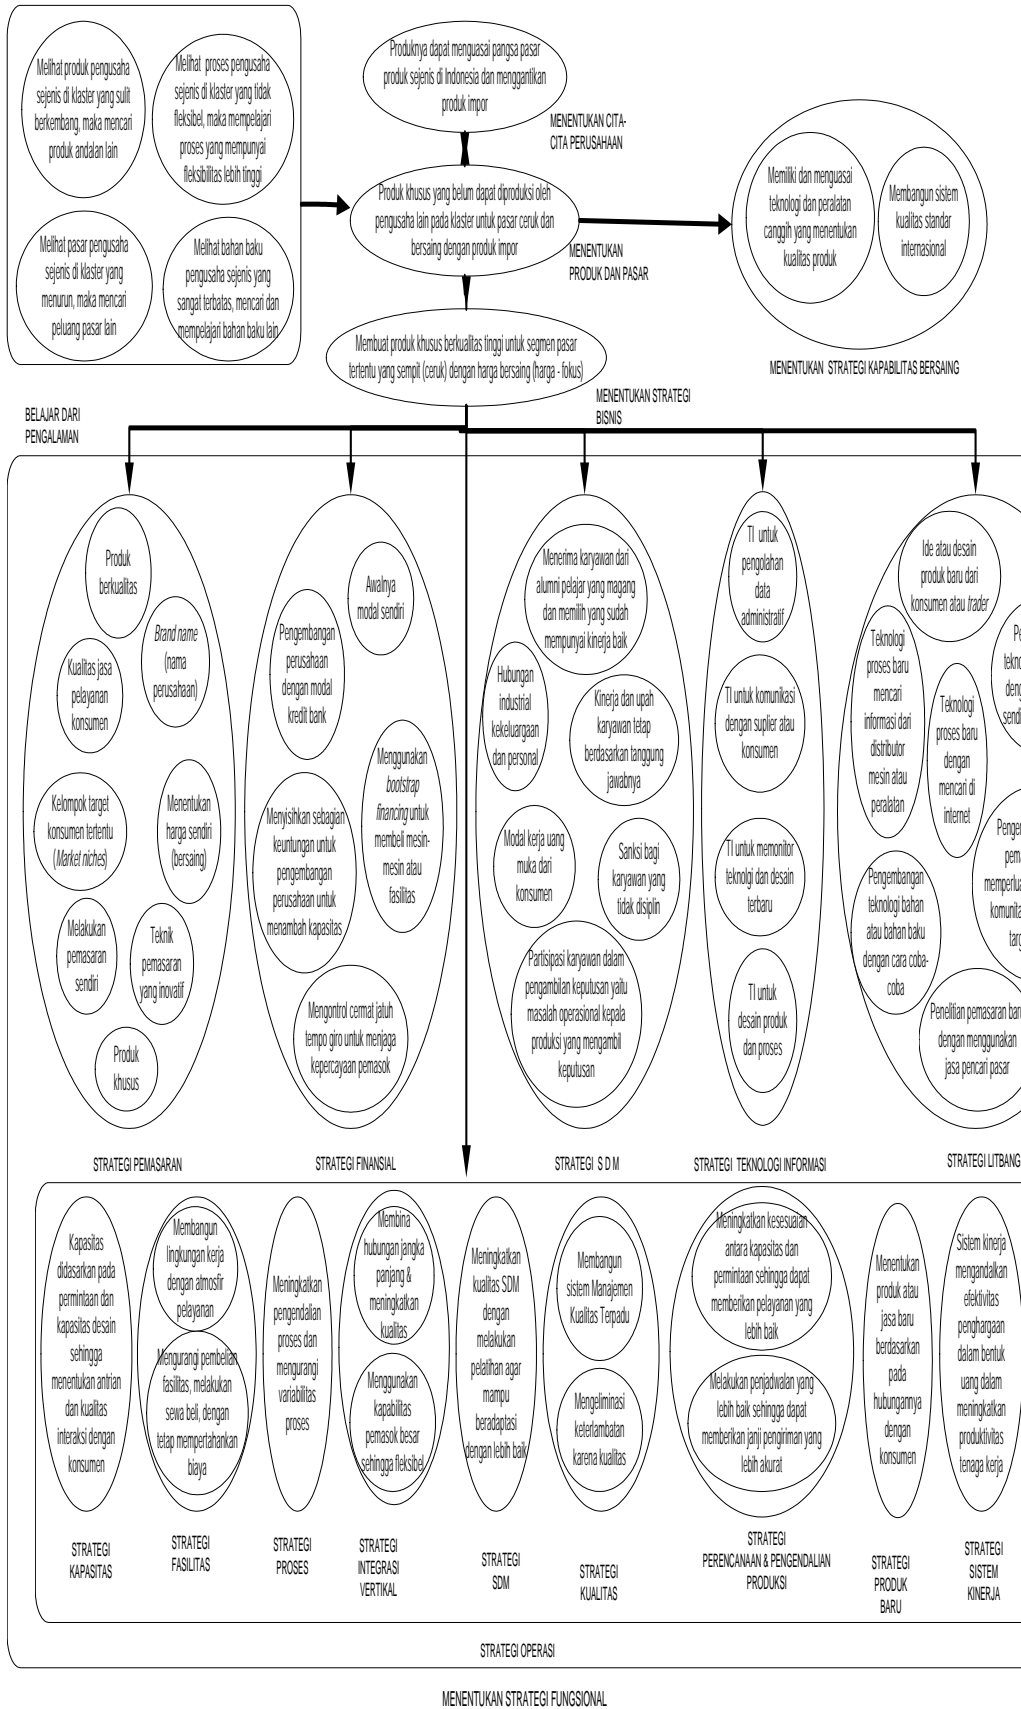 Melihat produk pengusaha
sejenis di klaster yang sulit
berkembang, maka mencari
produk andalan lain
Melihat proses pengusaha
sejenis di klaster yang tidak
fleksibel, maka mempelajari
proses yang mempunyai
fleksibilitas lebih tinggi
Melihat pasar pengusaha
sejenis di klaster yang
menurun, maka mencari
peluang pasar lain
Melihat bahan baku
pengusaha sejenis yang
sangat terbatas, mencari dan
mempelajari bahan baku lain
BELAJAR DARI
PENGALAMAN
Produknya dapat menguasai pangsa pasar
produk sejenis di Indonesia dan menggantikan
produk impor
MENENTUKAN CITA-
CITA PERUSAHAAN
Produk khusus yang belum dapat diproduksi oleh
pengusaha lain pada klaster untuk pasar ceruk dan
bersaing dengan produk impor
MENENTUKAN
PRODUK DAN PASAR
Memiliki dan menguasai
teknologi dan peralatan
canggih yang menentukan
kualitas produk
Membangun sistem
kualitas standar
internasional
MENENTUKAN STRATEGI KAPABILITAS BERSAING
Membuat produk khusus berkualitas tinggi untuk segmen pasar
tertentu yang sempit (ceruk) dengan harga bersaing (harga - fokus)
MENENTUKAN STRATEGI
BISNIS
Produk
berkualitas
Brand name
(nama
perusahaan)
Kualitas jasa
pelayanan
konsumen
Kelompok target
konsumen tertentu
(Market niches)
Menentukan
harga sendiri
(bersaing)
Melakukan
pemasaran
sendiri
Teknik
pemasaran
yang inovatif
Produk
khusus
STRATEGI PEMASARAN
Awalnya
modal sendiri
Pengembangan
perusahaan
dengan modal
kredit bank
Menggunakan
bootstrap
financing untuk
membeli mesin-
mesin atau
fasilitas
Menyisihkan sebagian
keuntungan untuk
pengembangan
perusahaan untuk
menambah kapasitas
Mengontrol cermat jatuh
tempo giro untuk menjaga
kepercayaan pemasok
STRATEGI FINANSIAL
Menerima karyawan dari
alumni pelajar yang magang
dan memilih yang sudah
mempunyai kinerja baik
Hubungan
industrial
kekeluargaan
dan personal
Kinerja dan upah
karyawan tetap
berdasarkan tanggung
jawabnya
Modal kerja uang
muka dari
konsumen
Sanksi bagi
karyawan yang
tidak disiplin
Partisipasi karyawan dalam
pengambilan keputusan yaitu
masalah operasional kepala
produksi yang mengambil
keputusan
STRATEGI S D M
TI untuk
pengolahan
data
administratif
TI untuk komunikasi
dengan suplier atau
konsumen
TI untuk memonitor
teknolgi dan desain
terbaru
TI untuk
desain produk
dan proses
STRATEGI TEKNOLOGI INFORMASI
Ide atau desain
produk baru dari
konsumen atau trader
Teknologi
proses baru
mencari
informasi dari
distributor
mesin atau
peralatan
Teknologi
proses baru
dengan
mencari di
internet
Pe
tekno
deng
sendi
Pengem
pema
memperlua
komunita
targ
Pengembangan
teknologi bahan
atau bahan baku
dengan cara coba-
coba
Penelitian pemasaran bar
dengan menggunakan
jasa pencari pasar
STRATEGI LITBANG
Kapasitas
didasarkan pada
permintaan dan
kapasitas desain
sehingga
menentukan antrian
dan kualitas
interaksi dengan
konsumen
STRATEGI
KAPASITAS
Membangun
lingkungan kerja
dengan atmosfir
pelayanan
Mengurangi pembelian
fasilitas, melakukan
sewa beli, dengan
tetap mempertahankan
biaya
STRATEGI
FASILITAS
Meningkatkan
pengendalian
proses dan
mengurangi
variabilitas
proses
STRATEGI
PROSES
Membina
hubungan jangka
panjang &
meningkatkan
kualitas
Menggunakan
kapabilitas
pemasok besar
sehingga fleksibel
STRATEGI
INTEGRASI
VERTIKAL
Meningkatkan
kualitas SDM
dengan
melakukan
pelatihan agar
mampu
beradaptasi
dengan lebih baik
STRATEGI
SDM
Membangun
sistem Manajemen
Kualitas Terpadu
Mengeliminasi
keterlambatan
karena kualitas
STRATEGI
KUALITAS
Meningkatkan kesesuaian
antara kapasitas dan
permintaan sehingga dapat
memberikan pelayanan yang
lebih baik
Melakukan penjadwalan yang
lebih baik sehingga dapat
memberikan janji pengiriman yang
lebih akurat
STRATEGI
PERENCANAAN & PENGENDALIAN
PRODUKSI
Menentukan
produk atau
jasa baru
berdasarkan
pada
hubungannya
dengan
konsumen
STRATEGI
PRODUK
BARU
Sistem kinerja
mengandalkan
efektivitas
penghargaan
dalam bentuk
uang dalam
meningkatkan
produktivitas
tenaga kerja
STRATEGI
SISTEM
KINERJA
STRATEGI OPERASI
MENENTUKAN STRATEGI FUNGSIONAL